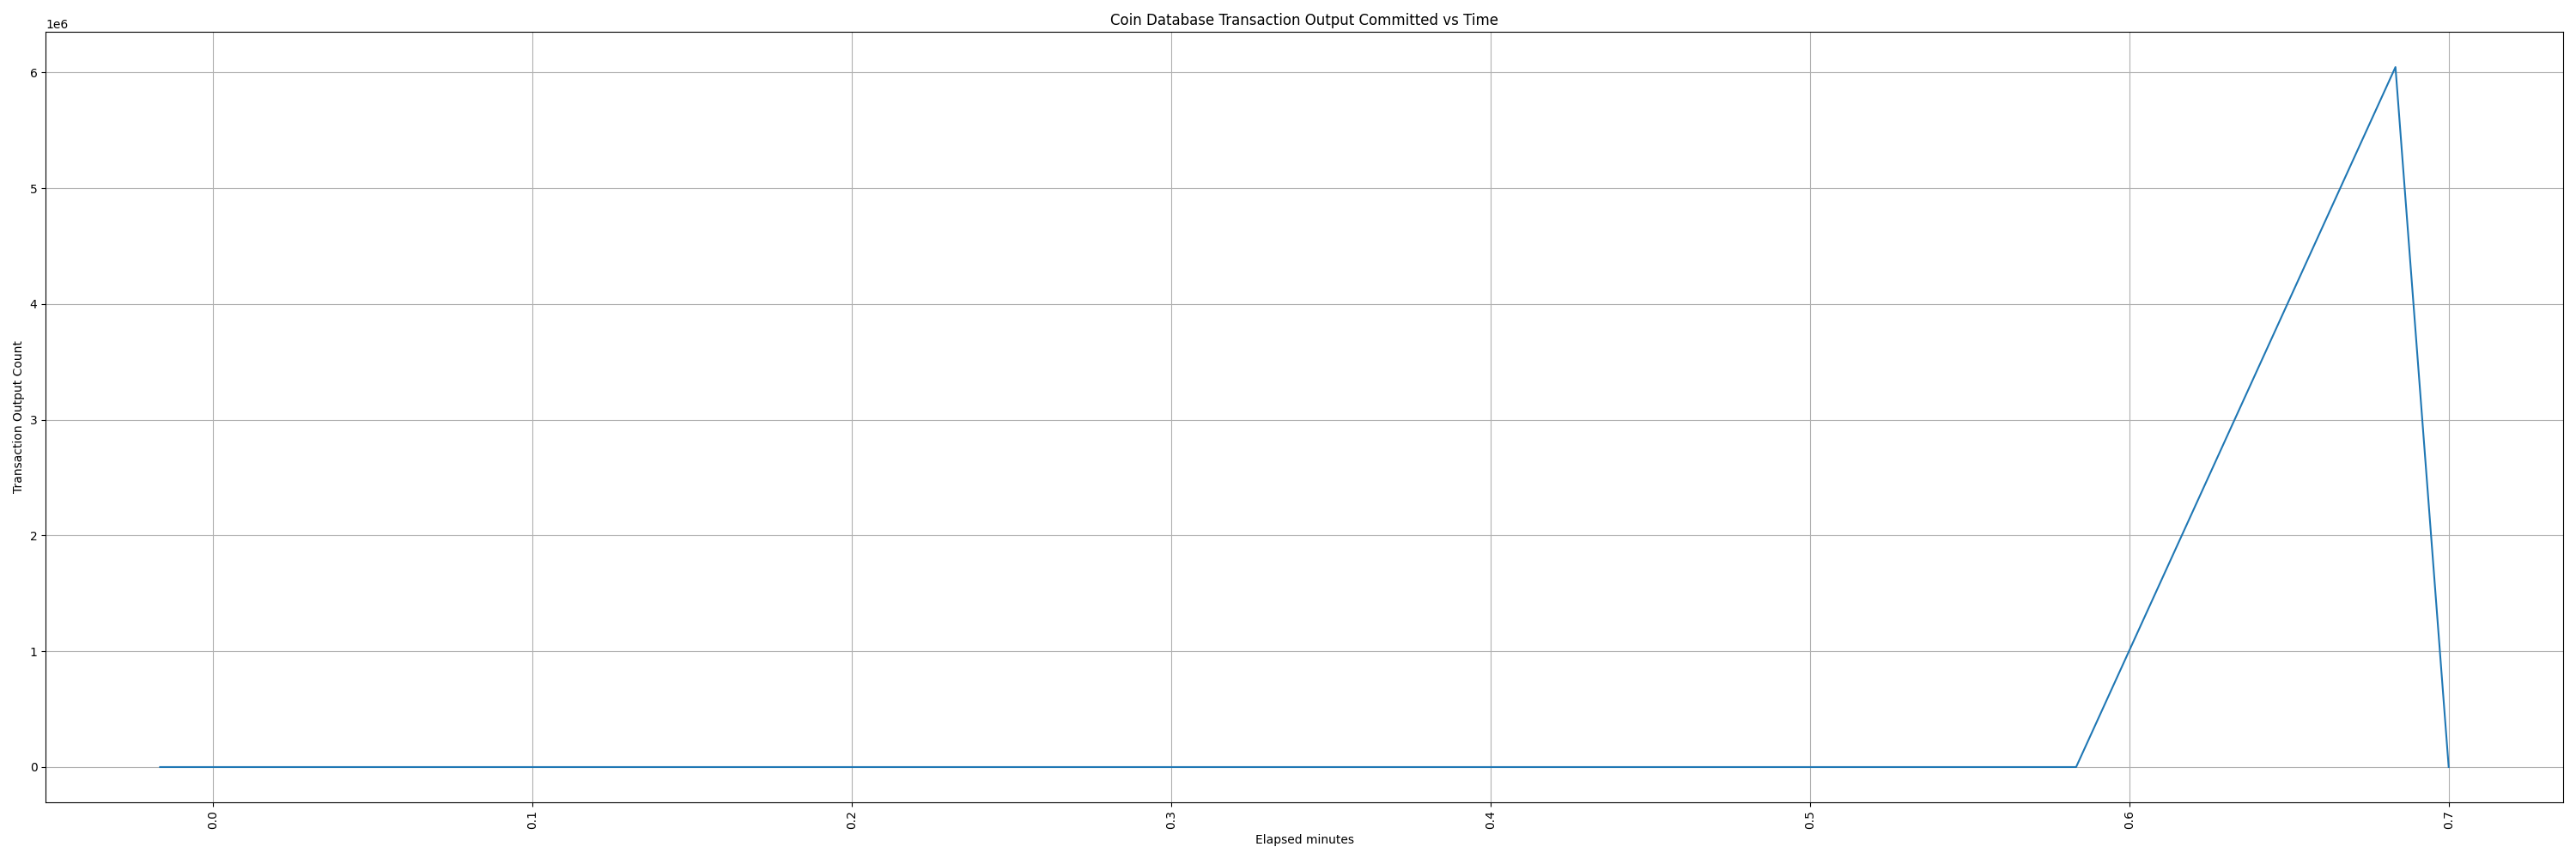 Coin Database Transaction Output Committed vs Time
1e6
6
5
4
3
2
1
0
Transaction Output Count
0.0 0.1 0.2 0.3 0.4 0.5 0.6 0.7
Elapsed minutes